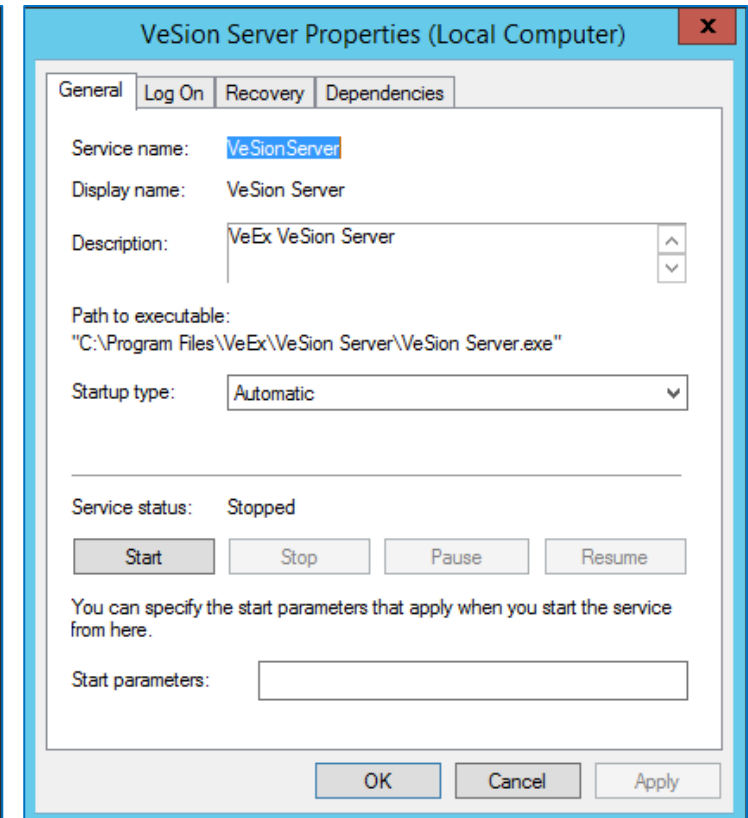 VeSion Server Properties (Local Computer)
x
General Log On Recovery Dependencies
Service name: VeSionServer
Display name: VeSion Server
Description: VeEx VeSion Server
Path to executable:
"C:\Program Files\VeEx\VeSion Server\VeSion Server.exe"
Startup type: Automatic
Service status: Stopped
Start Stop Pause Resume
You can specify the start parameters that apply when you start the service
from here.
Start parameters:
OK Cancel Apply